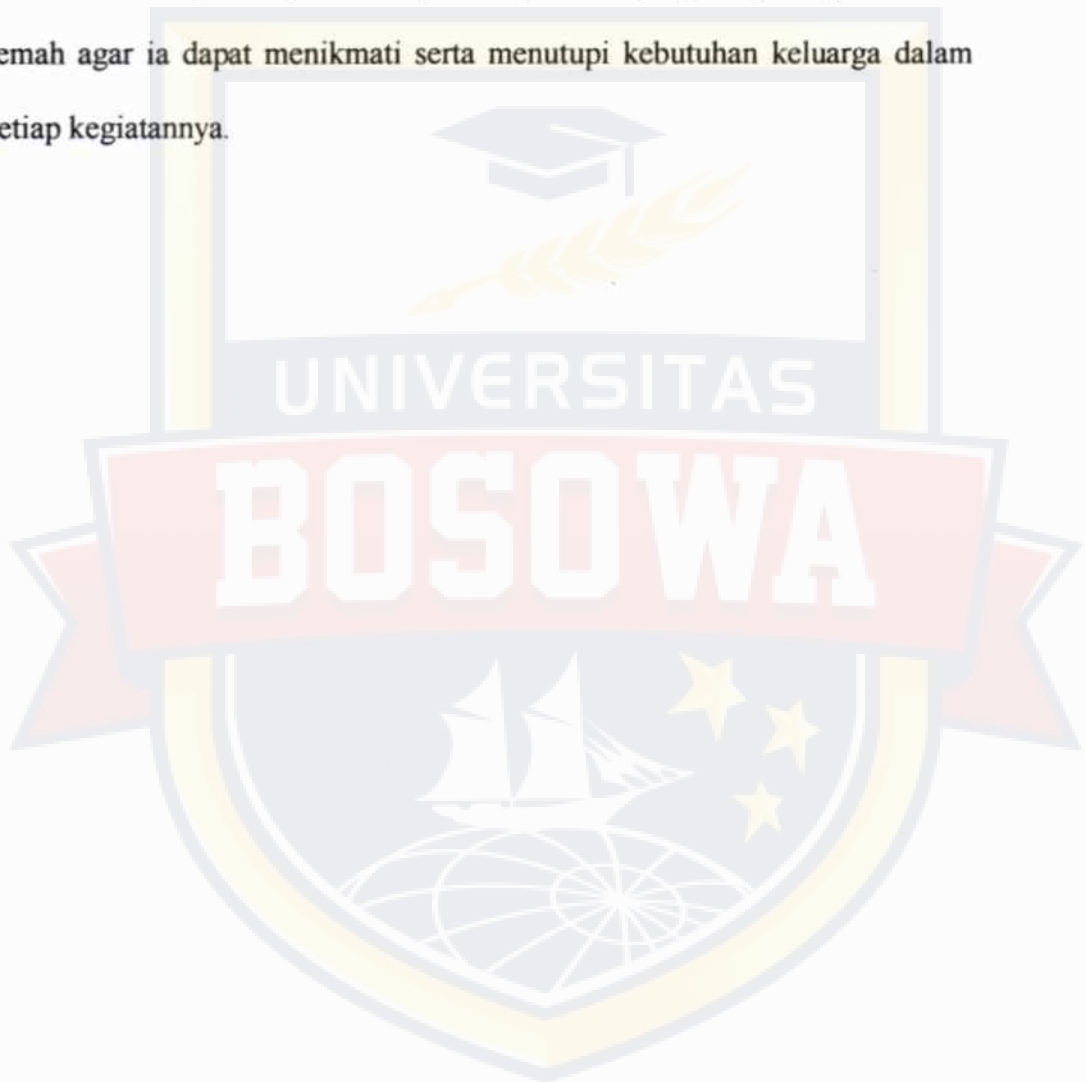 emah agar ia dapat menikmati serta menutupi kebutuhan keluarga dalam
etiap kegiatannya.
UNIVERSITAS
BOSOWA